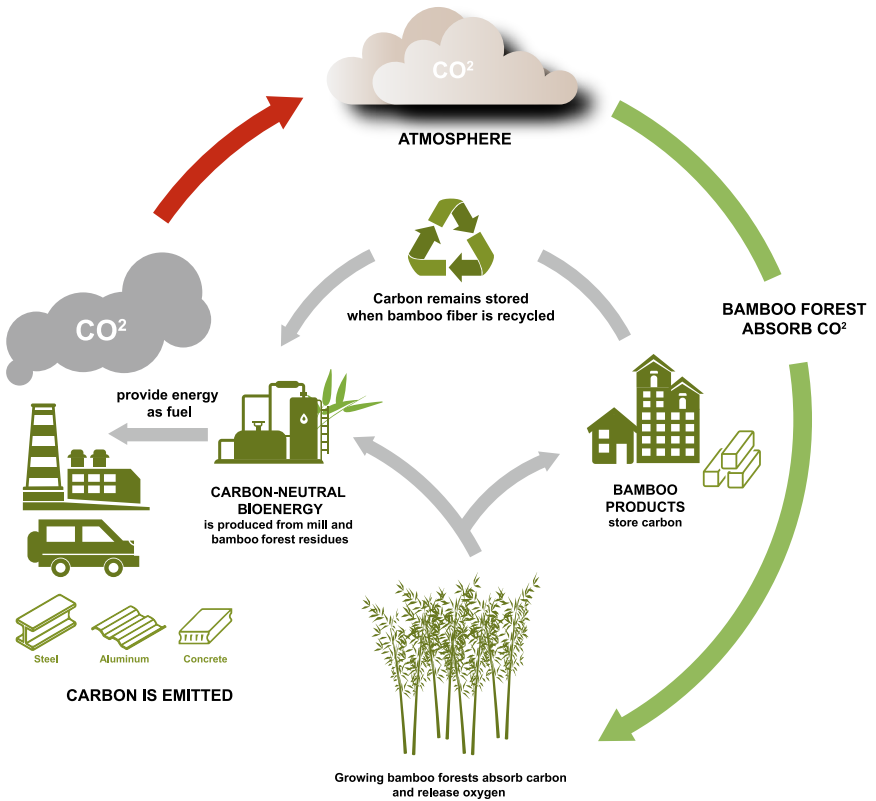 CO²
ATMOSPHERE
Carbon remains stored
when bamboo fiber is recycled
BAMBOO FOREST
ABSORB CO²
CO²
provide energy
as fuel
CARBON-NEUTRAL
BIOENERGY
is produced from mill and
bamboo forest residues
BAMBOO
PRODUCTS
store carbon
Steel
Aluminum
Concrete
CARBON IS EMITTED
Growing bamboo forests absorb carbon
and release oxygen